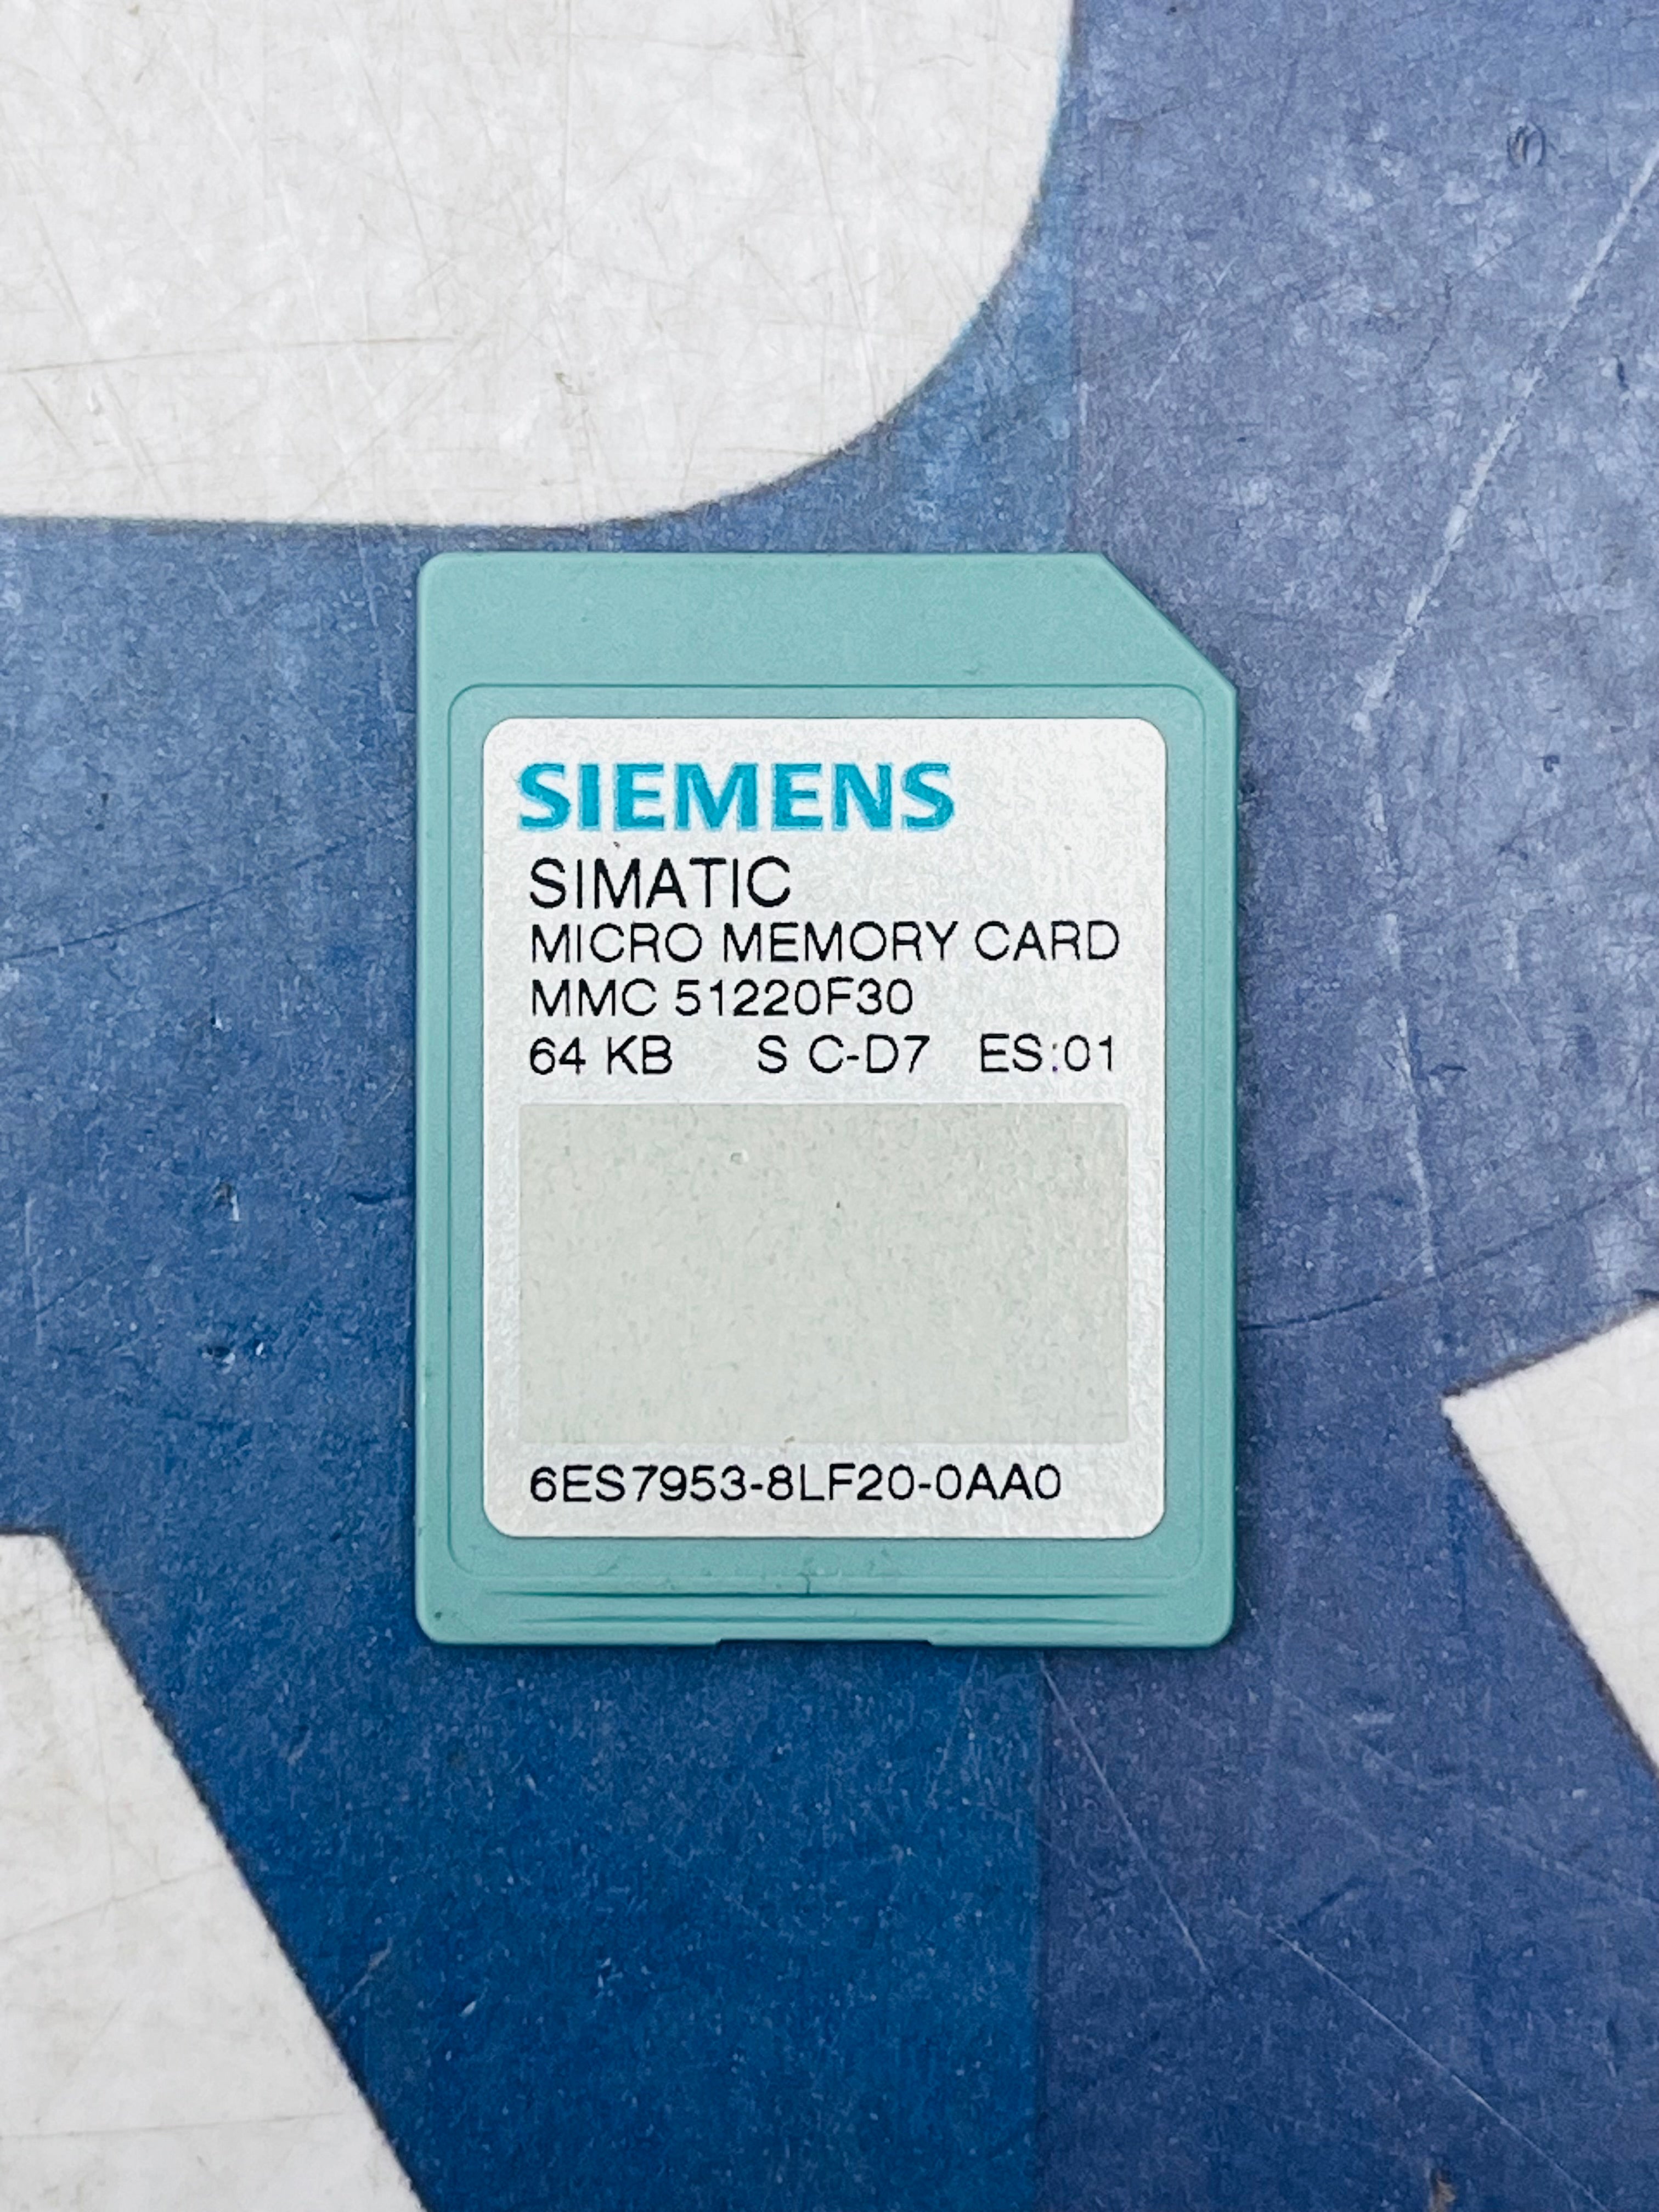 SIEMENS
SIMATIC
MICRO MEMORY CARD
MMC 51220F30
64 KB S C-D7 ES:01
6ES7953-8LF20-0AA0